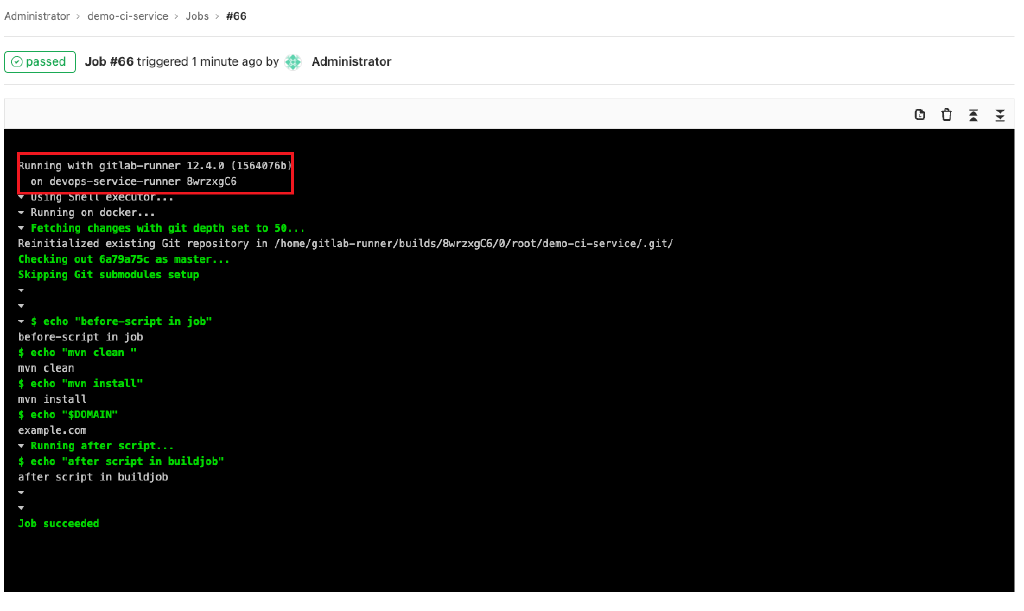 Administrator › demo-ci-service › Jobs › #66
passed Job #66 triggered 1 minute ago by Administrator
Running with gitlab-runner 12.4.0 (1564076b)
on devops-service-runner 8wrzxgC6
Using Shell executor...
Running on docker...
Fetching changes with git depth set to 50...
Reinitialized existing Git repository in /home/gitlab-runner/builds/8wrzxgC6/0/root/demo-ci-service/.git/
Checking out 6a79a75c as master...
Skipping Git submodules setup
$ echo "before-script in job"
before-script in job
$ echo "mvn clean "
mvn clean
$ echo "mvn install"
mvn install
$ echo "$DOMAIN"
example.com
Running after script...
$ echo "after script in buildjob"
after script in buildjob
Job succeeded